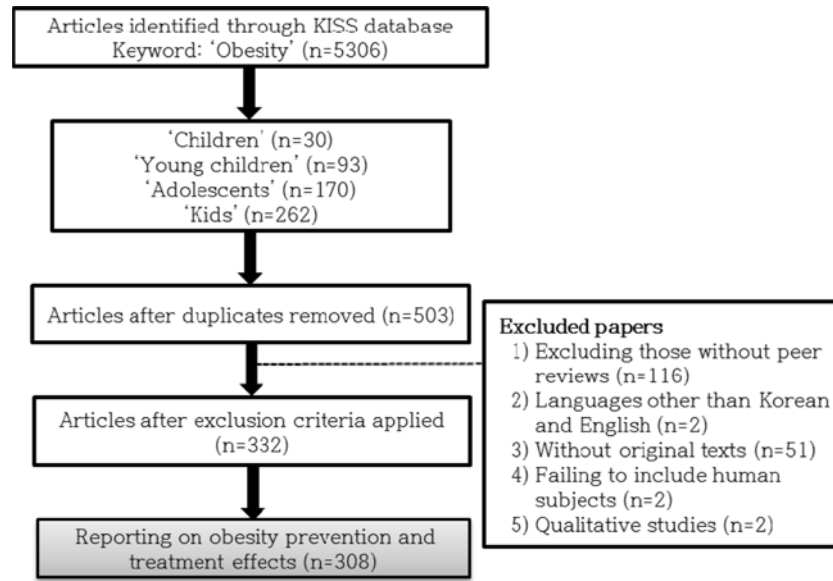 Articles identified through KISS database
Keyword: 'Obesity' (n=5306)
'Children' (n=30)
'Young children' (n=93)
'Adolescents' (n=170)
'Kids' (n=262)
Articles after duplicates removed (n=503)
Excluded papers
1) Excluding those without peer
reviews (n=116)
2) Languages other than Korean
and English (n=2)
3) Without original texts (n=51)
4) Failing to include human
subjects (n=2)
5) Qualitative studies (n=2)
Articles after exclusion criteria applied
(n=332)
Reporting on obesity prevention and
treatment effects (n=308)